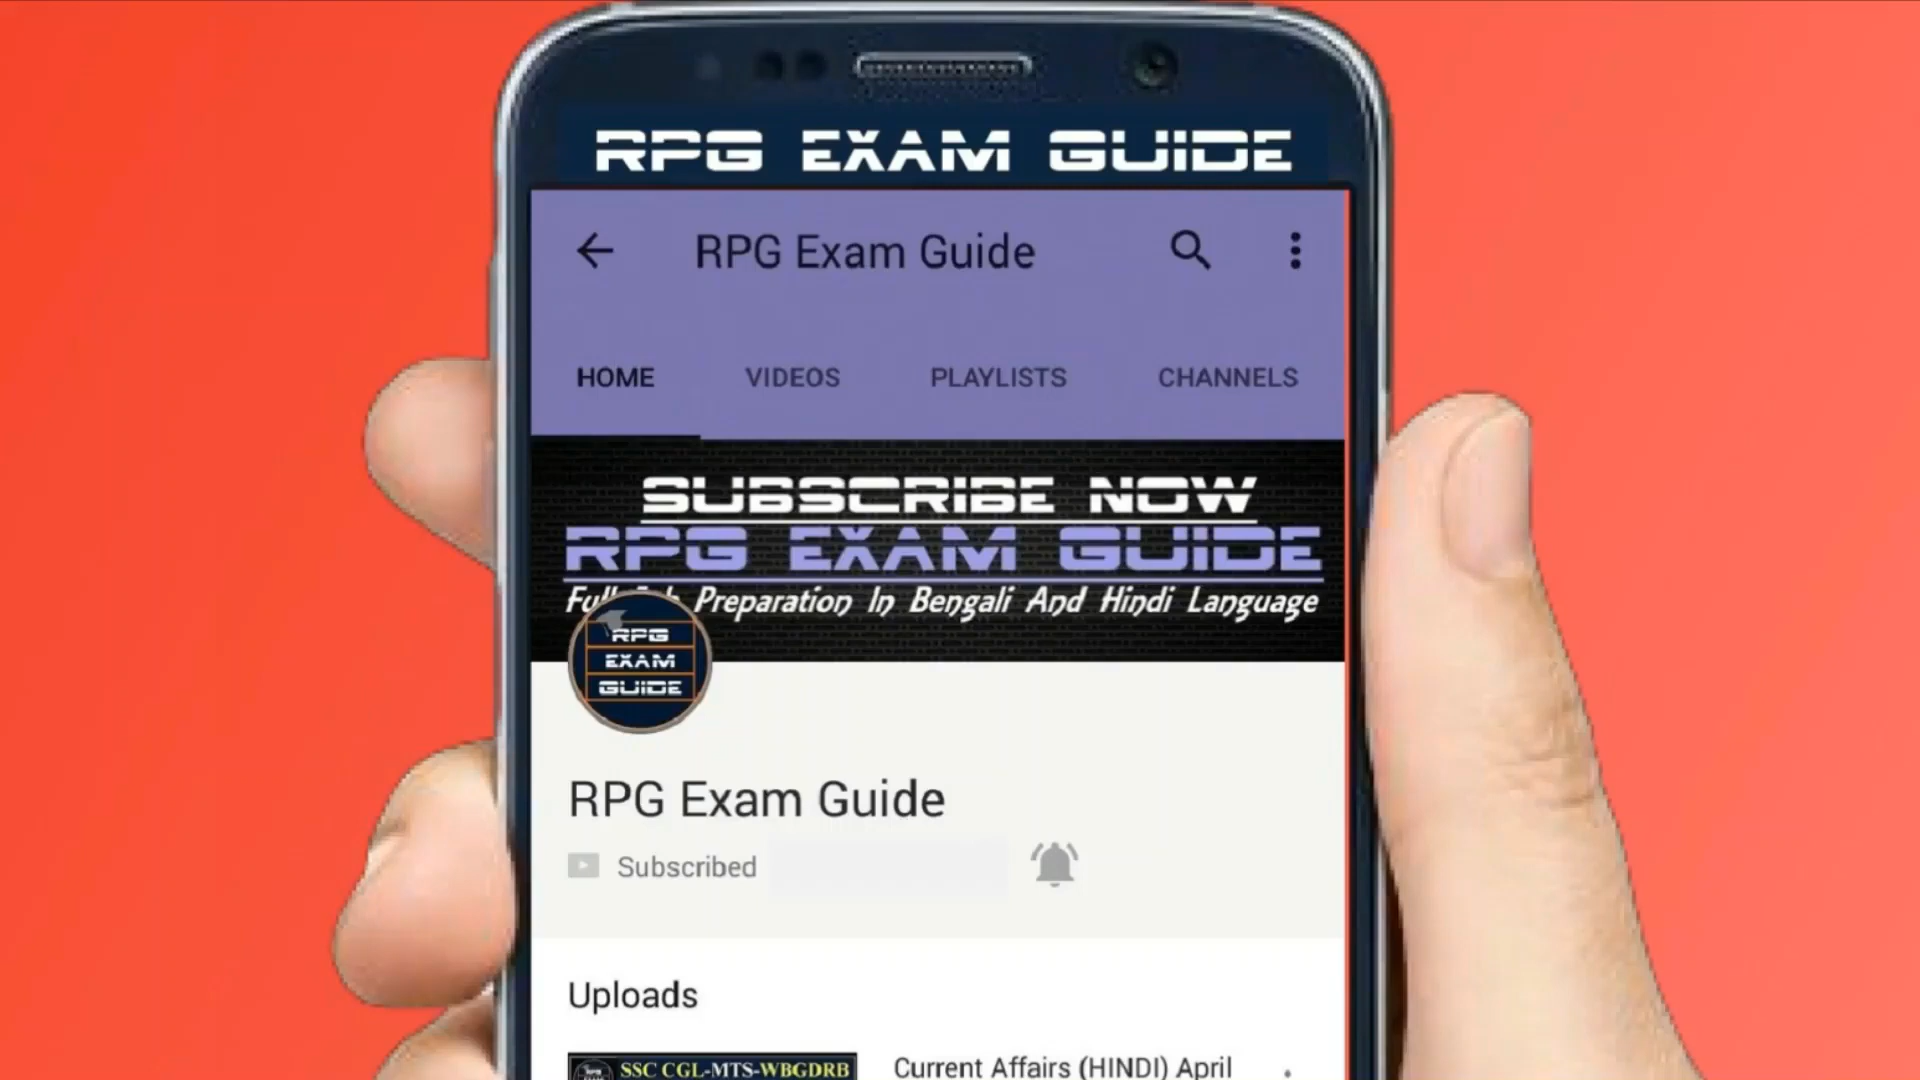 RPG EXAM GUIDE
RPG Exam Guide
HOME VIDEOS PLAYLISTS CHANNELS
SUBSCRIBE NOW
RPG EXAM GUIDE
Preparation In Bengali And Hindi Language
RPG
EXAM
GUIDE
RPG Exam Guide
Subscribed
Uploads
SSC CGL-MTS-WBGDRB
Current Affairs (HINDI) April